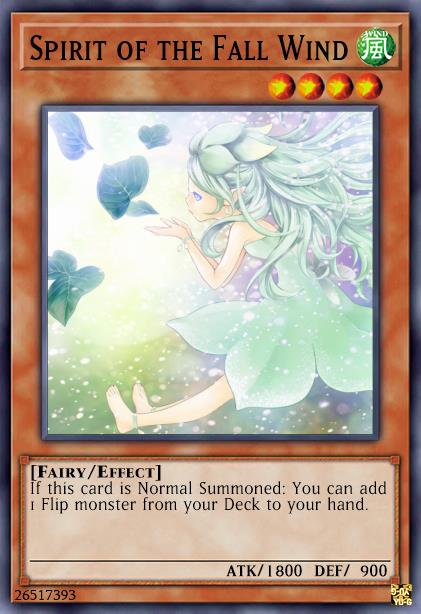 Spirit of the Fall Wind
WIND
風
[Fairy/Effect]
If this card is Normal Summoned: You can add
1 Flip monster from your Deck to your hand.
ATK/1800 DEF/ 900
26517393